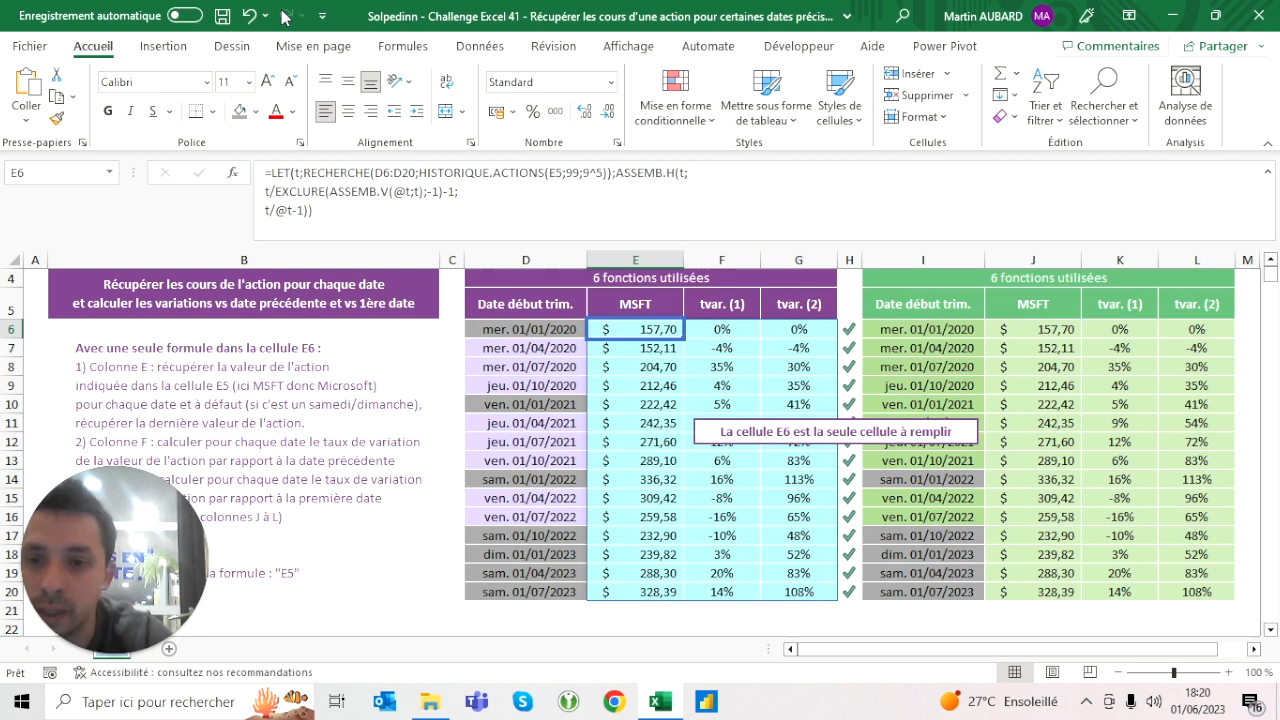 Enregistrement automatique
Solpedinn - Challenge Excel 41 - Récupérer les cours d'une action pour certaines dates précis...
Martin AUBARD MA
Fichier Accueil Insertion Dessin Mise en page Formules Données Révision Affichage Automate Développeur Aide Power Pivot Commentaires Partager
Coller
Presse-papiers
Calibri 11
G I S
Police
Alignement
Standard
% 000
Nombre
Mise en forme conditionnelle
Mettre sous forme de tableau
Styles de cellules
Styles
Insérer
Supprimer
Format
Cellules
Trier et filtrer
Rechercher et sélectionner
Édition
Analyse de données
Analysis
E6
fx
=LET(t;RECHERCHE(D6:D20;HISTORIQUE.ACTIONS(E5;99;9^5));ASSEMB.H(t;
t/EXCLURE(ASSEMB.V(@t;t);-1)-1;
t/@t-1))
A B C D E F G H I J K L M
4 6 fonctions utilisées 6 fonctions utilisées
Récupérer les cours de l'action pour chaque date
et calculer les variations vs date précédente et vs 1ère date
5 Date début trim. MSFT tvar. (1) tvar. (2) Date début trim. MSFT tvar. (1) tvar. (2)
6 mer. 01/01/2020 $ 157,70 0% 0% mer. 01/01/2020 $ 157,70 0% 0%
7 mer. 01/04/2020 $ 152,11 -4% -4% mer. 01/04/2020 $ 152,11 -4% -4%
8 mer. 01/07/2020 $ 204,70 35% 30% mer. 01/07/2020 $ 204,70 35% 30%
9 jeu. 01/10/2020 $ 212,46 4% 35% jeu. 01/10/2020 $ 212,46 4% 35%
10 ven. 01/01/2021 $ 222,42 5% 41% ven. 01/01/2021 $ 222,42 5% 41%
11 jeu. 01/04/2021 $ 242,35 jeu. 01/04/2021 $ 242,35 9% 54%
12 jeu. 01/07/2021 $ 271,60 12% 72% jeu. 01/07/2021 $ 271,60 12% 72%
13 ven. 01/10/2021 $ 289,10 6% 83% ven. 01/10/2021 $ 289,10 6% 83%
14 sam. 01/01/2022 $ 336,32 16% 113% sam. 01/01/2022 $ 336,32 16% 113%
15 ven. 01/04/2022 $ 309,42 -8% 96% ven. 01/04/2022 $ 309,42 -8% 96%
16 ven. 01/07/2022 $ 259,58 -16% 65% ven. 01/07/2022 $ 259,58 -16% 65%
17 sam. 01/10/2022 $ 232,90 -10% 48% sam. 01/10/2022 $ 232,90 -10% 48%
18 dim. 01/01/2023 $ 239,82 3% 52% dim. 01/01/2023 $ 239,82 3% 52%
19 sam. 01/04/2023 $ 288,30 20% 83% sam. 01/04/2023 $ 288,30 20% 83%
20 sam. 01/07/2023 $ 328,39 14% 108% sam. 01/07/2023 $ 328,39 14% 108%
21
22
La cellule E6 est la seule cellule à remplir
Avec une seule formule dans la cellule E6 :
1) Colonne E : récupérer la valeur de l'action
indiquée dans la cellule E5 (ici MSFT donc Microsoft)
pour chaque date et à défaut (si c'est un samedi/dimanche),
récupérer la dernière valeur de l'action.
2) Colonne F : calculer pour chaque date le taux de variation
de la valeur de l'action par rapport à la date précédente
pour chaque date le taux de variation
par rapport à la première date
colonnes J à L)
la formule : "E5"
Prêt Accessibilité : consultez nos recommandations 100 %
Taper ici pour rechercher
27°C Ensoleillé
18:20
01/06/2023
16